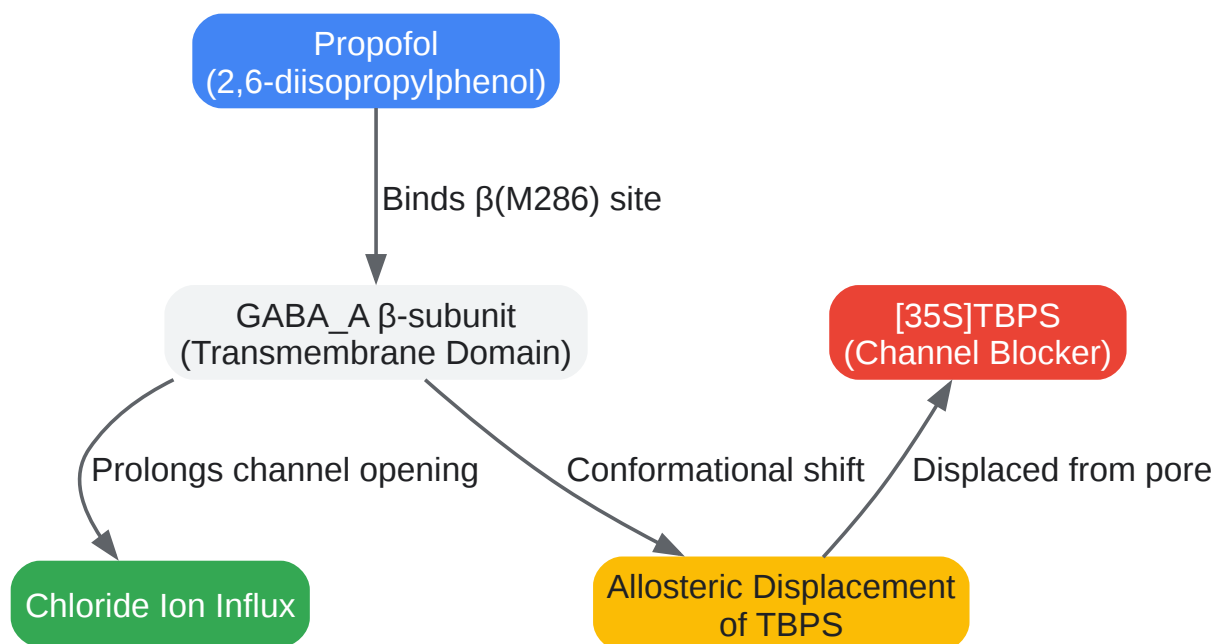 Propofol
(2,6-diisopropylphenol)
Binds β(M286) site
GABA_A β-subunit
(Transmembrane Domain)
[35S]TBPS
(Channel Blocker)
Prolongs channel opening
Conformational shift
Displaced from pore
Chloride Ion Influx
Allosteric Displacement
of TBPS